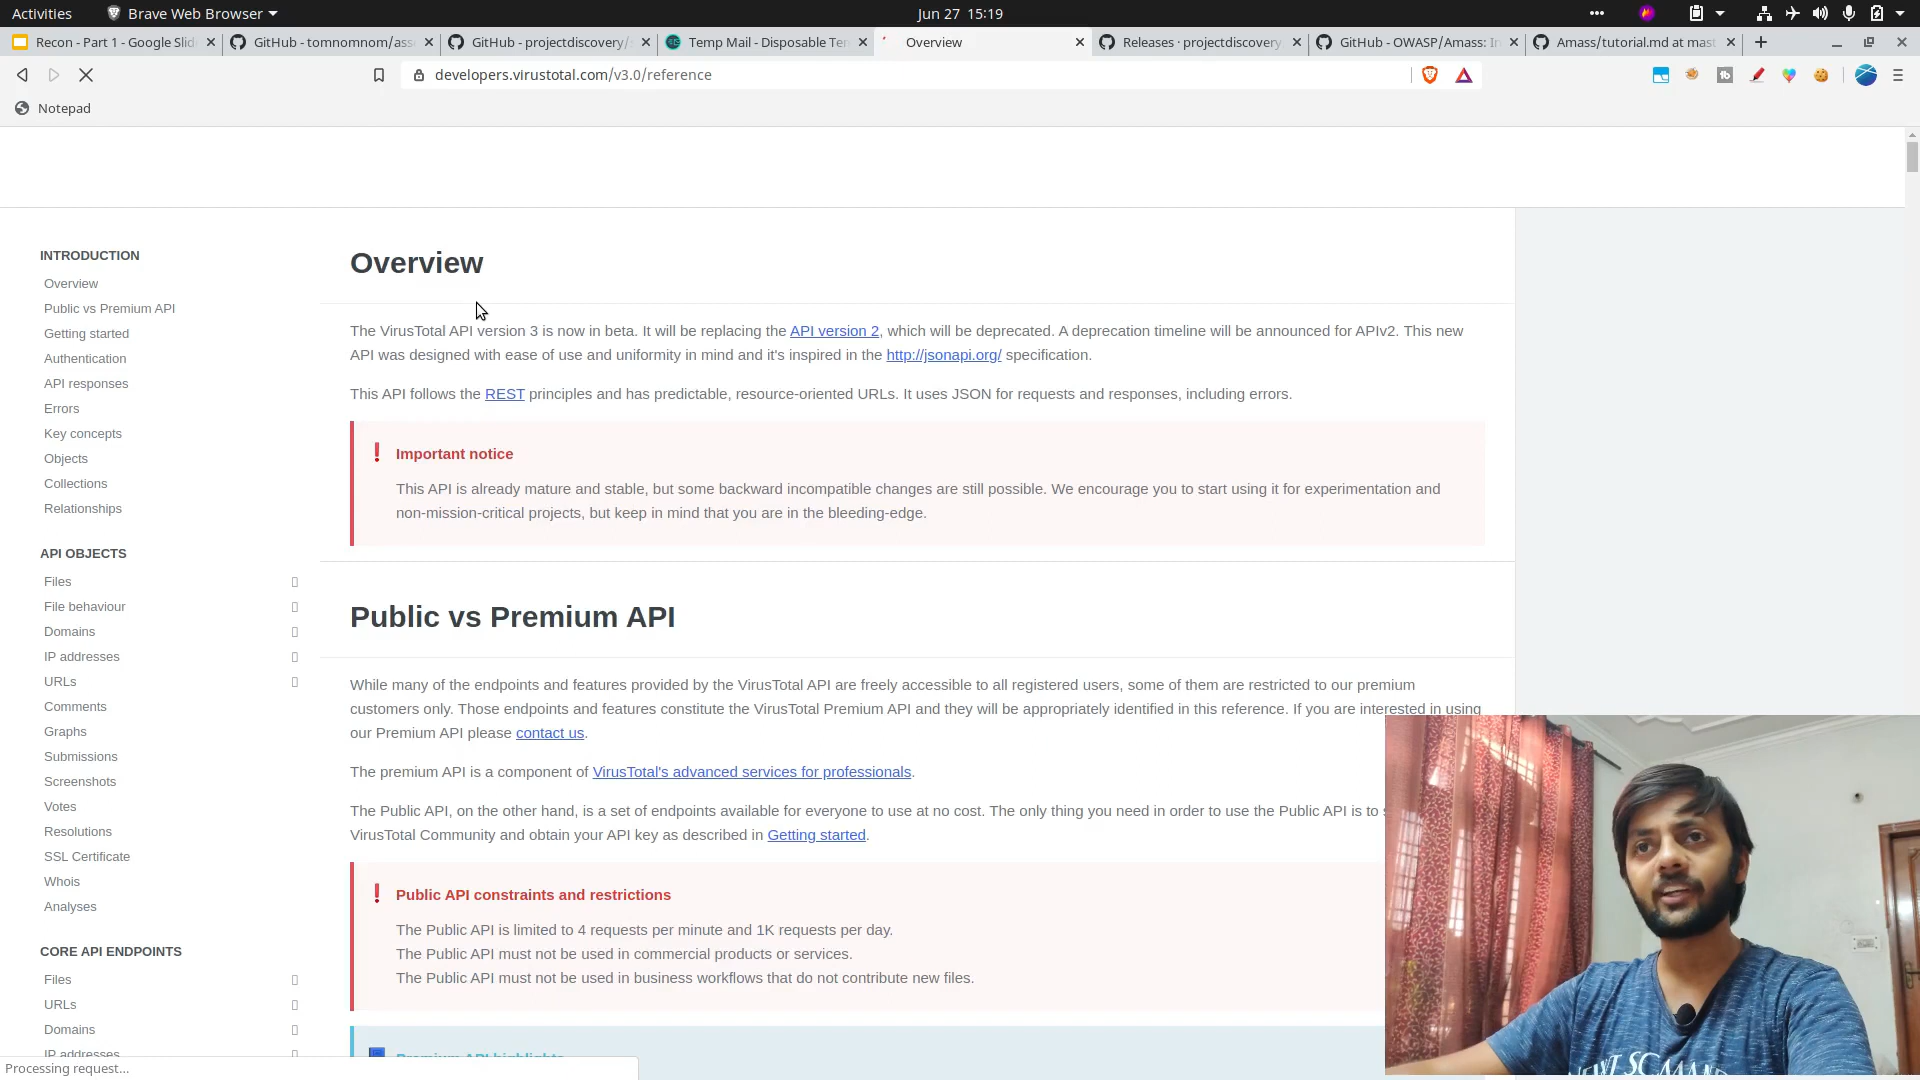 Activities Brave Web Browser Jun 27 15:19
Recon - Part 1 - Google Slid GitHub - tomnomnom/ass GitHub - projectdiscovery/s Temp Mail - Disposable Te Overview Releases · projectdiscovery GitHub - OWASP/Amass: In Amass/tutorial.md at mast
developers.virustotal.com/v3.0/reference
Notepad
INTRODUCTION
Overview
Public vs Premium API
Getting started
Authentication
API responses
Errors
Key concepts
Objects
Collections
Relationships
API OBJECTS
Files
File behaviour
Domains
IP addresses
URLs
Comments
Graphs
Submissions
Screenshots
Votes
Resolutions
SSL Certificate
Whois
Analyses
CORE API ENDPOINTS
Files
URLs
Domains
IP addresses
Overview
The VirusTotal API version 3 is now in beta. It will be replacing the API version 2, which will be deprecated. A deprecation timeline will be announced for APIv2. This new
API was designed with ease of use and uniformity in mind and it's inspired in the http://jsonapi.org/ specification.
This API follows the REST principles and has predictable, resource-oriented URLs. It uses JSON for requests and responses, including errors.
Important notice
This API is already mature and stable, but some backward incompatible changes are still possible. We encourage you to start using it for experimentation and
non-mission-critical projects, but keep in mind that you are in the bleeding-edge.
Public vs Premium API
While many of the endpoints and features provided by the VirusTotal API are freely accessible to all registered users, some of them are restricted to our premium
customers only. Those endpoints and features constitute the VirusTotal Premium API and they will be appropriately identified in this reference. If you are interested in using
our Premium API please contact us.
The premium API is a component of VirusTotal's advanced services for professionals.
The Public API, on the other hand, is a set of endpoints available for everyone to use at no cost. The only thing you need in order to use the Public API is to
VirusTotal Community and obtain your API key as described in Getting started.
Public API constraints and restrictions
The Public API is limited to 4 requests per minute and 1K requests per day.
The Public API must not be used in commercial products or services.
The Public API must not be used in business workflows that do not contribute new files.
Premium API highlights
Processing request...